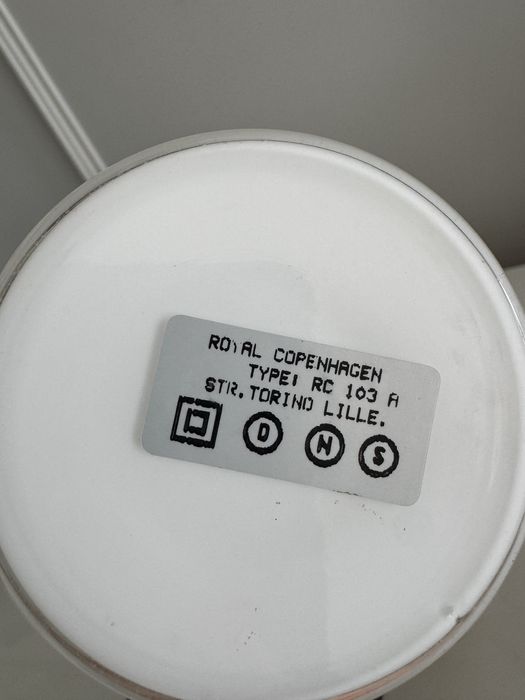 ROYAL COPENHAGEN
TYPE: RC 103 A
STR. TORINO LILLE.
D N S